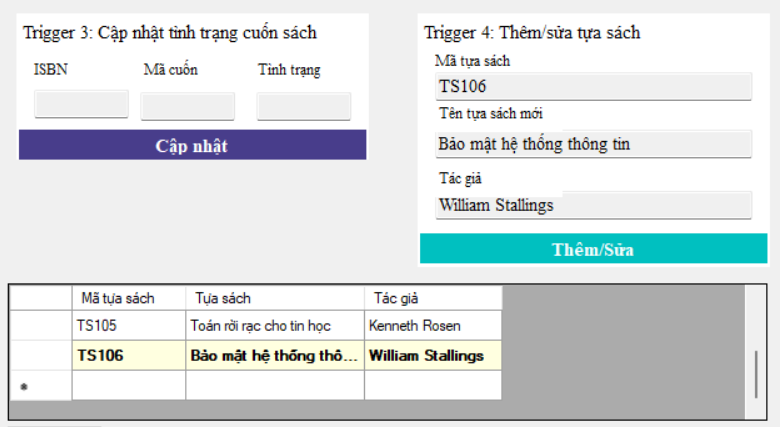 Trigger 3: Cập nhật tình trạng cuốn sách
ISBN Mã cuốn Tình trạng
Cập nhật
Trigger 4: Thêm/sửa tựa sách
Mã tựa sách
TS106
Tên tựa sách mới
Bảo mật hệ thống thông tin
Tác giả
William Stallings
Thêm/Sửa
Mã tựa sách Tựa sách Tác giả
TS105 Toán rời rạc cho tin học Kenneth Rosen
TS106 Bảo mật hệ thống thô... William Stallings